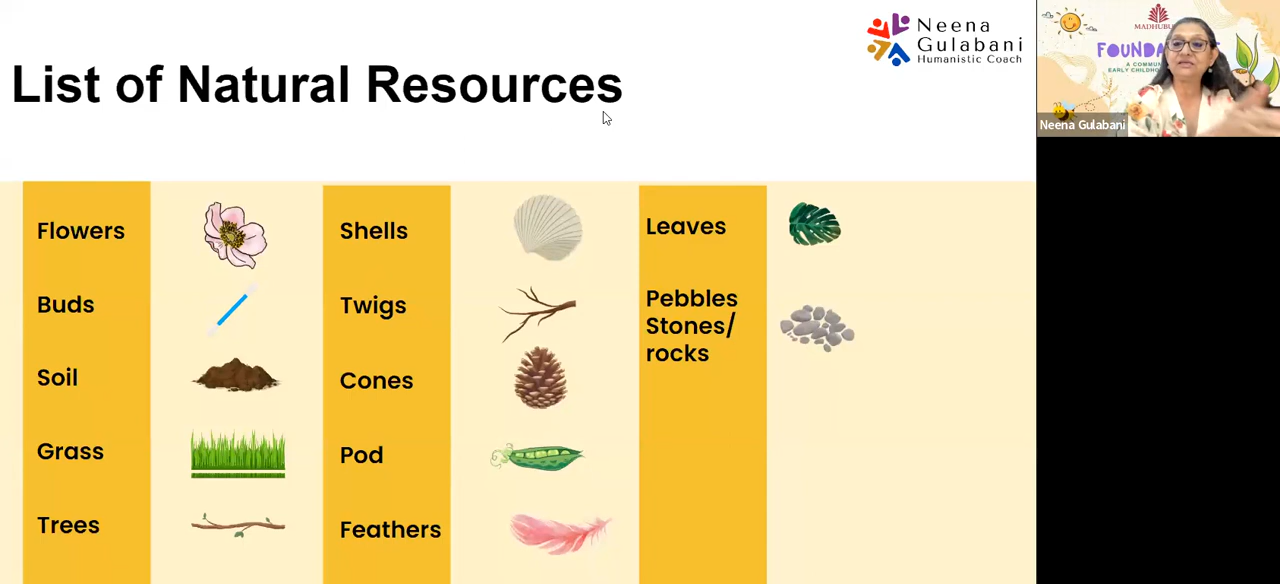 List of Natural Resources
Neena
Gulabani
Humanistic Coach
Flowers
Buds
Soil
Grass
Trees
Shells
Twigs
Cones
Pod
Feathers
Leaves
Pebbles
Stones/
rocks
Neena Gulabani